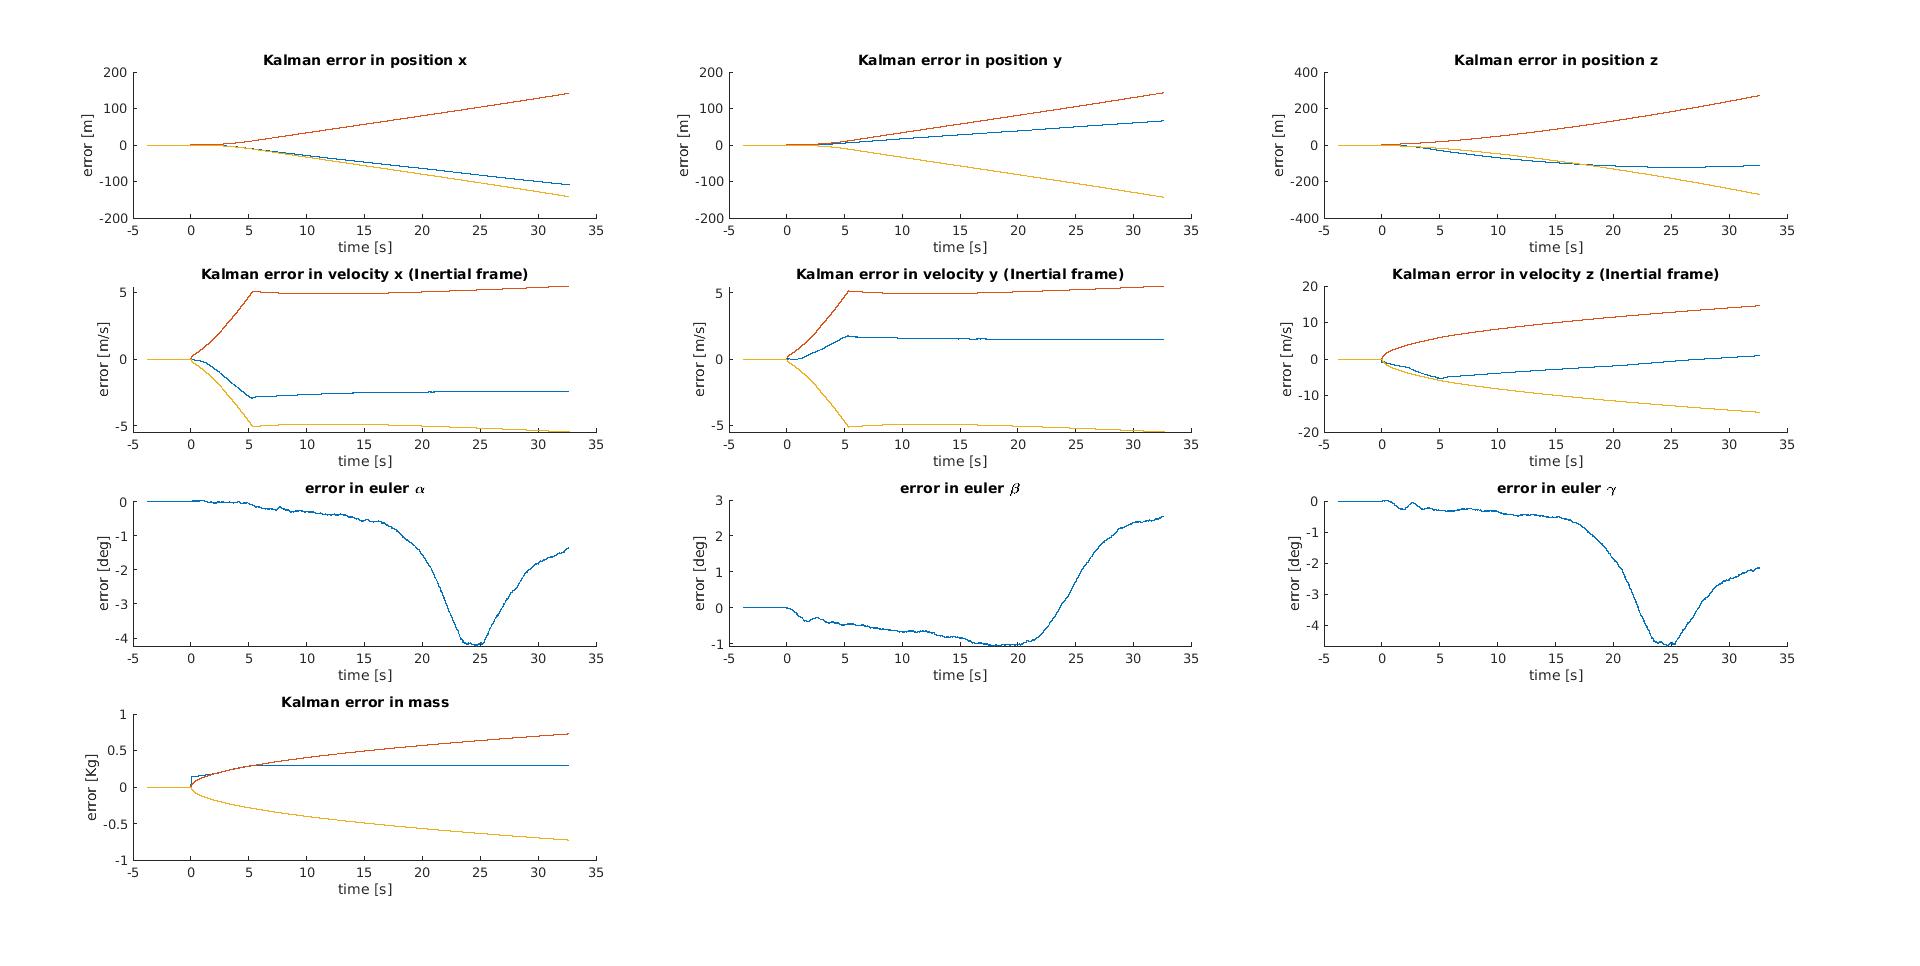 Kalman error in position x
200
100
0
-100
-200
error [m]
-5 0 5 10 15 20 25 30 35
time [s]
Kalman error in position y
200
100
0
-100
-200
error [m]
-5 0 5 10 15 20 25 30 35
time [s]
Kalman error in position z
400
200
0
-200
-400
error [m]
-5 0 5 10 15 20 25 30 35
time [s]
Kalman error in velocity x (Inertial frame)
5
0
-5
error [m/s]
-5 0 5 10 15 20 25 30 35
time [s]
Kalman error in velocity y (Inertial frame)
5
0
-5
error [m/s]
-5 0 5 10 15 20 25 30 35
time [s]
Kalman error in velocity z (Inertial frame)
20
10
0
-10
-20
error [m/s]
-5 0 5 10 15 20 25 30 35
time [s]
error in euler α
0
-1
-2
-3
-4
error [deg]
-5 0 5 10 15 20 25 30 35
time [s]
error in euler β
3
2
1
0
-1
error [deg]
-5 0 5 10 15 20 25 30 35
time [s]
error in euler γ
0
-1
-2
-3
-4
error [deg]
-5 0 5 10 15 20 25 30 35
time [s]
Kalman error in mass
1
0.5
0
-0.5
-1
error [Kg]
-5 0 5 10 15 20 25 30 35
time [s]